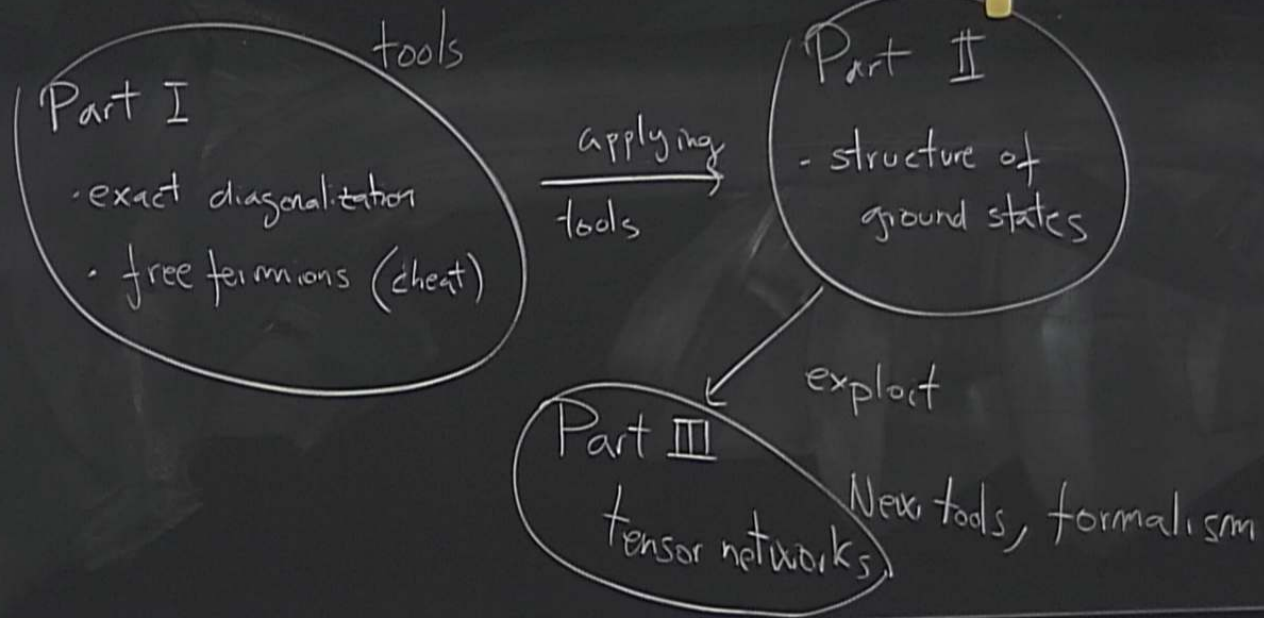 tools
Part I
· exact diagonalization
· free fermions (cheat)
applying
tools
Part II
- structure of
ground states
exploit
Part III
tensor networks
New tools, formalism